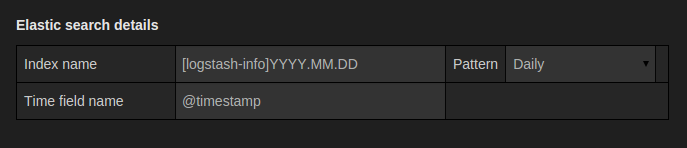 Elastic search details
Index name [logstash-info]YYYY.MM.DD Pattern Daily
Time field name @timestamp